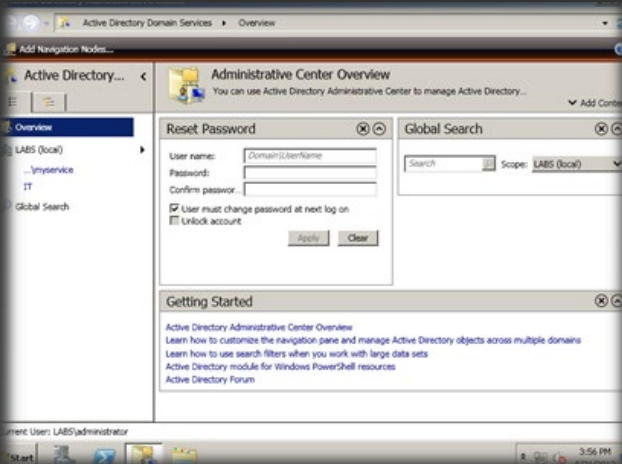 Active Directory Domain Services ▸ Overview
Add Navigation Nodes...
Active Directory...
Administrative Center Overview
You can use Active Directory Administrative Center to manage Active Directory...
Add Conte
Overview
LABS (local)
...\myservice
IT
Global Search
Reset Password
User name: Domain\UserName
Password:
Confirm passwor...
User must change password at next log on
Unlock account
Apply Clear
Global Search
Search Scope: LABS (local)
Getting Started
Active Directory Administrative Center Overview
Learn how to customize the navigation pane and manage Active Directory objects across multiple domains
Learn how to use search filters when you work with large data sets
Active Directory module for Windows PowerShell resources
Active Directory Forum
urrent User: LABS\administrator
Start
3:56 PM